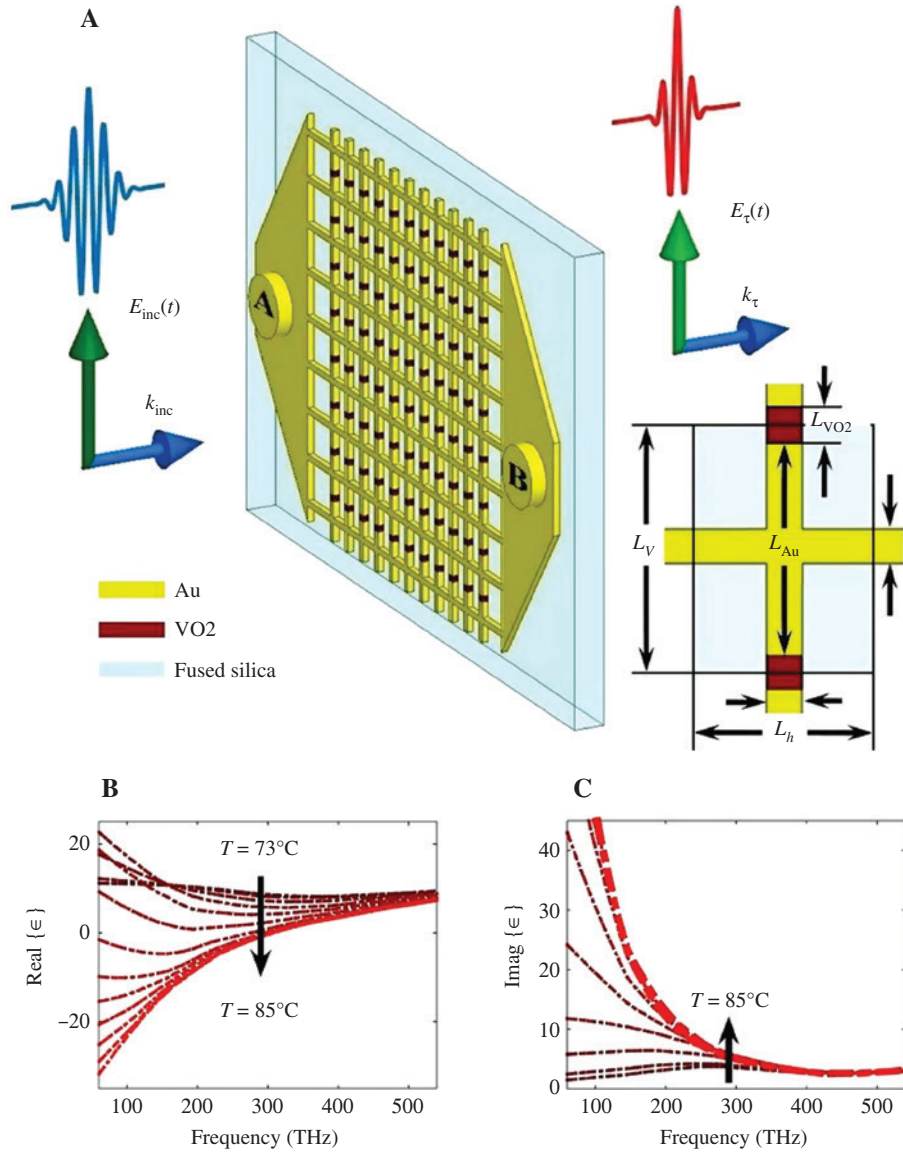 A
E_inc(t)
k_inc
A
B
E_τ(t)
k_τ
L_VO2
L_V
L_Au
L_h
Au
VO2
Fused silica
B
20
0
−20
Real {∈}
T = 73°C
T = 85°C
100 200 300 400 500
Frequency (THz)
C
40
30
20
10
0
Imag {∈}
T = 85°C
100 200 300 400 500
Frequency (THz)